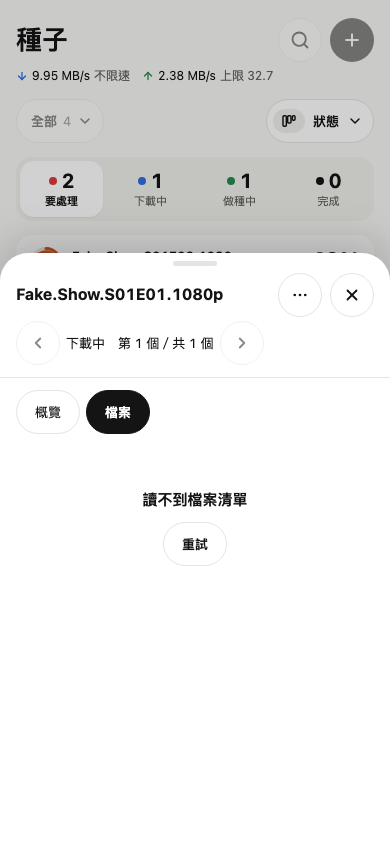 種子
9.95 MB/s 不限速 2.38 MB/s 上限 32.7
全部 4
狀態
2 1 1 0
要處理 下載中 做種中 完成
Fake.Show.S01E01.1080p
下載中 第 1 個 / 共 1 個
概覽 檔案
讀不到檔案清單
重試